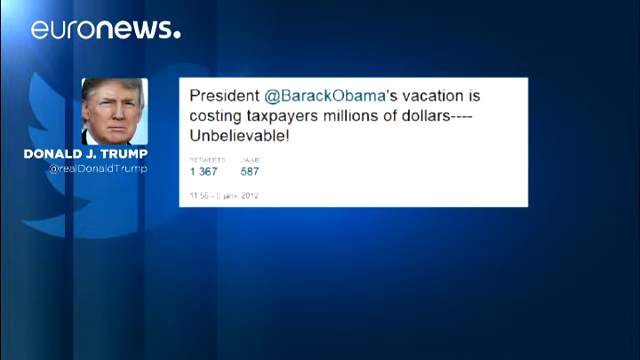 euronews.
President @BarackObama's vacation is
costing taxpayers millions of dollars----
Unbelievable!
RETWEETS J'AIME
1 367 587
11:56 - 5 janv. 2012
DONALD J. TRUMP
@realDonaldTrump